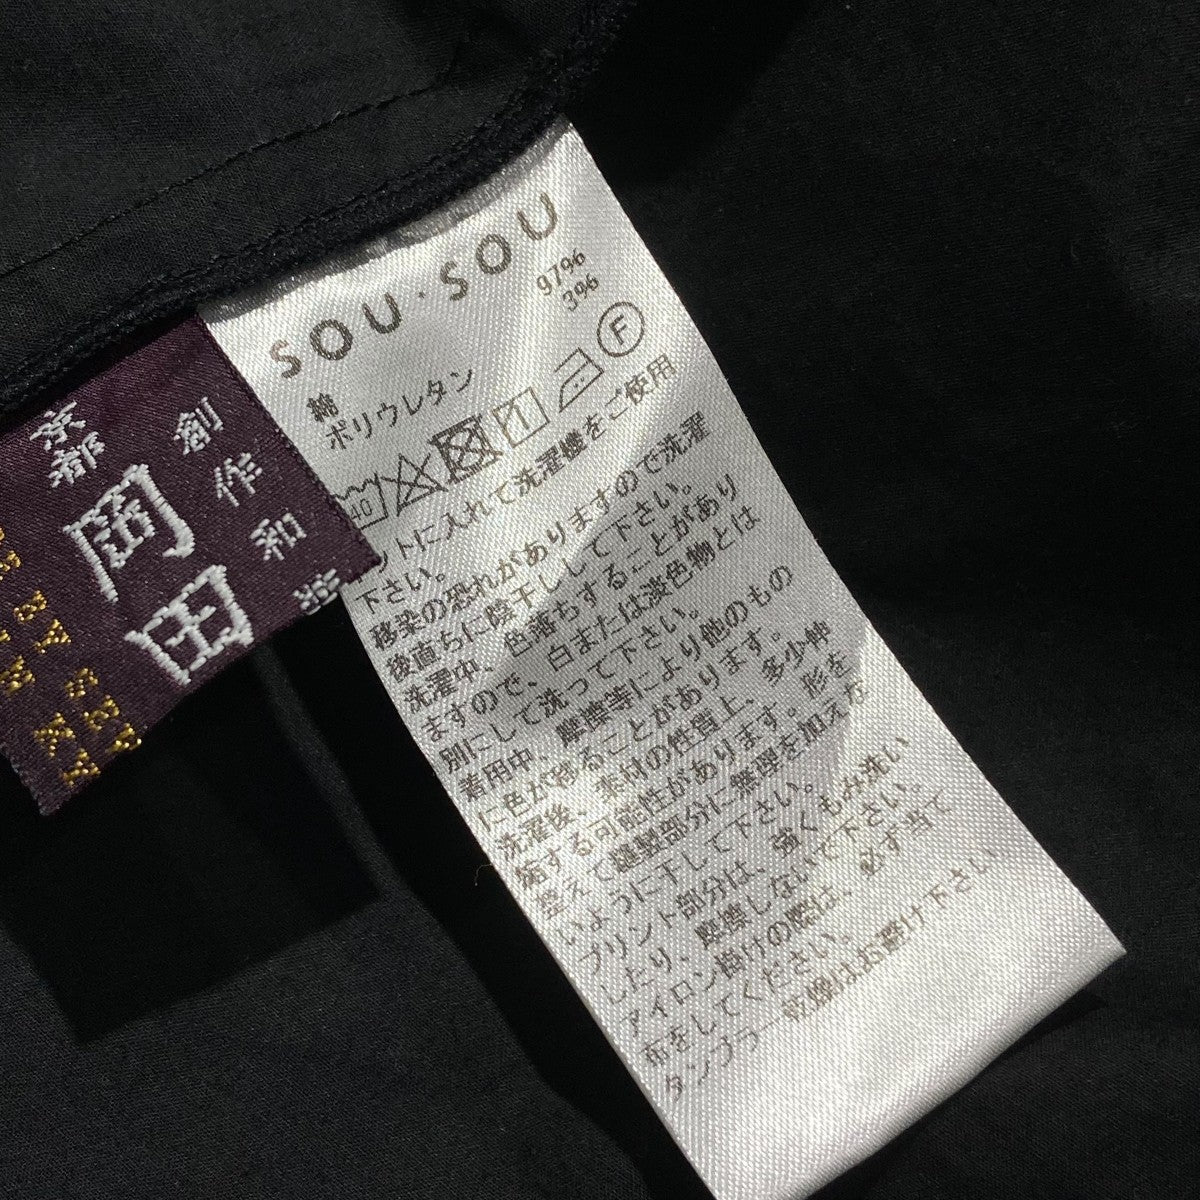 SOU・SOU
綿 97%
ポリウレタン 3%
40 F
ットに入れて洗濯機をご使用
下さい。
移染の恐れがありますので洗濯
後直ちに陰干しして下さい。
洗濯中、色落ちすることがあり
ますので、白または淡色物とは
別にして洗って下さい。
着用中、摩擦等により他のもの
に色が移ることがあります。
洗濯後、素材の性質上、多少伸
縮する可能性があります。形を
整えて縫製部分に無理を加えな
いように干して下さい。
プリント部分は、強くもみ洗い
したり、摩擦しないで下さい。
アイロン掛けの際は、必ず当て
布をしてください。
タンブラー乾燥はお避け下さい。
創作和
京都
岡田